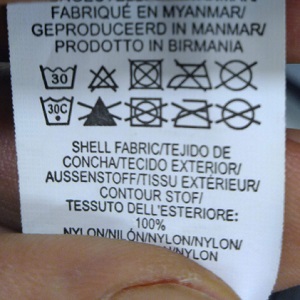 FABRIQUÉ EN MYANMAR/
GEPRODUCEERD IN MANMAR/
PRODOTTO IN BIRMANIA
30
30C
SHELL FABRIC/TEJIDO DE
CONCHA/TECIDO EXTERIOR/
AUSSENSTOFF/TISSU EXTÉRIEUR/
CONTOUR STOF/
TESSUTO DELL'ESTERIORE:
100%
NYLON/NILÓN/NYLON/NYLON/
NYLON